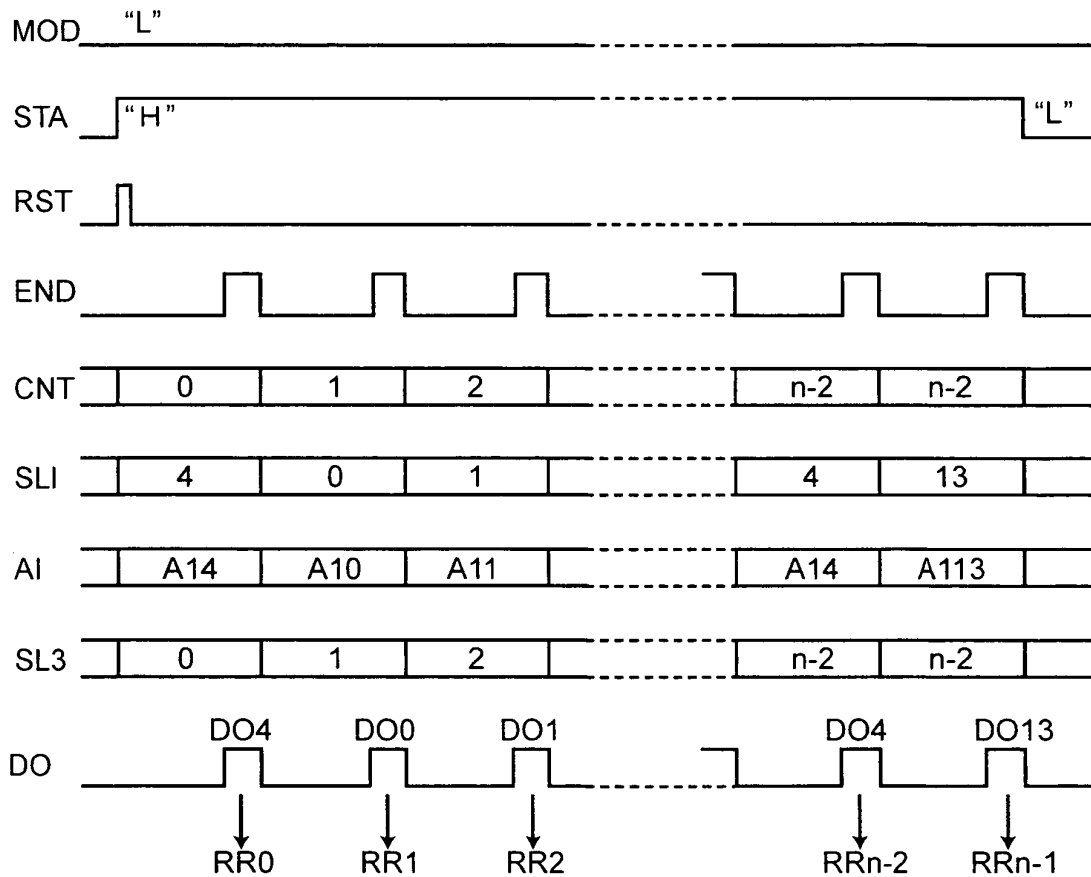 MOD “L”
STA “H” “L”
RST
END
CNT 0 1 2 n-2 n-2
SLI 4 0 1 4 13
AI A14 A10 A11 A14 A113
SL3 0 1 2 n-2 n-2
DO DO4 DO0 DO1 DO4 DO13
RR0 RR1 RR2 RRn-2 RRn-1